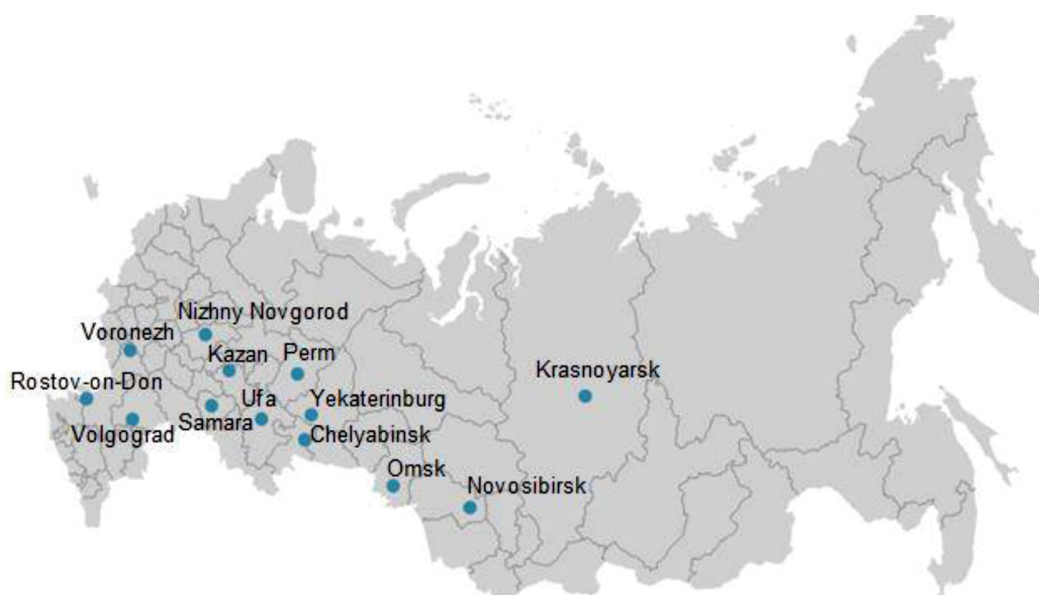 Nizhny Novgorod
Voronezh
Kazan
Perm
Krasnoyarsk
Rostov-on-Don
Ufa
Yekaterinburg
Samara
Volgograd
Chelyabinsk
Omsk
Novosibirsk